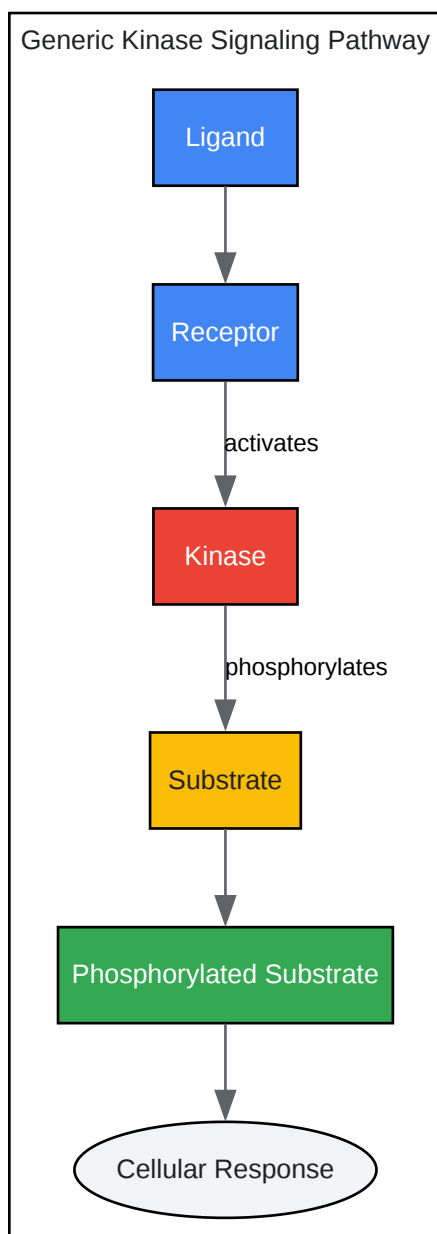 Generic Kinase Signaling Pathway
Ligand
Receptor
activates
Kinase
phosphorylates
Substrate
Phosphorylated Substrate
Cellular Response